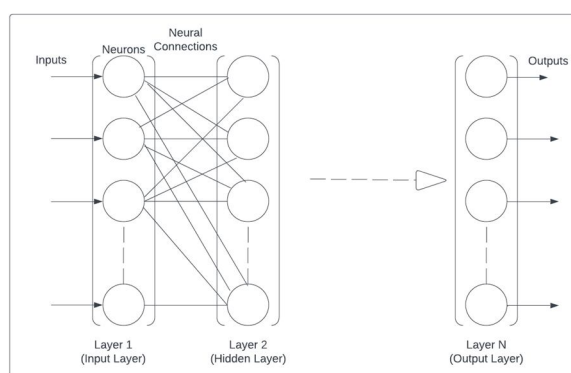 Neural
Connections
Neurons
Inputs
Outputs
Layer 1
(Input Layer)
Layer 2
(Hidden Layer)
Layer N
(Output Layer)